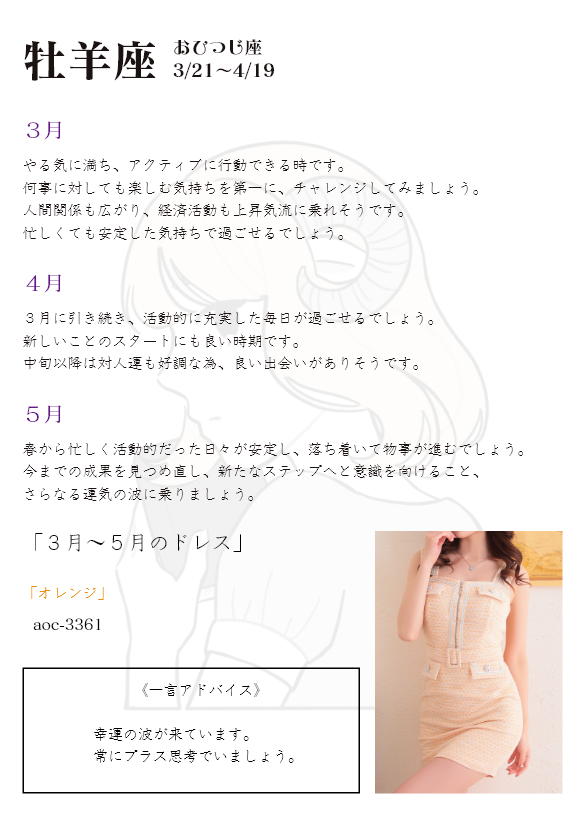 牡羊座
おひつじ座
3/21〜4/19
３月
やる気に満ち、アクティブに行動できる時です。
何事に対しても楽しむ気持ちを第一に、チャレンジしてみましょう。
人間関係も広がり、経済活動も上昇気流に乗れそうです。
忙しくても安定した気持ちで過ごせるでしょう。
４月
３月に引き続き、活動的に充実した毎日が過ごせるでしょう。
新しいことのスタートにも良い時期です。
中旬以降は対人運も好調な為、良い出会いがありそうです。
５月
春から忙しく活動的だった日々が安定し、落ち着いて物事が進むでしょう。
今までの成果を見つめ直し、新たなステップへと意識を向けること、
さらなる運気の波に乗りましょう。
「３月〜５月のドレス」
「オレンジ」
aoc-3361
《一言アドバイス》
幸運の波が来ています。
常にプラス思考でいましょう。